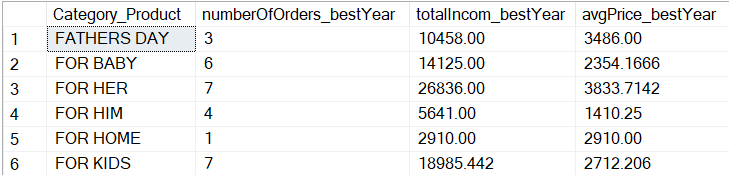 Category_Product numberOfOrders_bestYear totalIncom_bestYear avgPrice_bestYear
1 FATHERS DAY 3 10458.00 3486.00
2 FOR BABY 6 14125.00 2354.1666
3 FOR HER 7 26836.00 3833.7142
4 FOR HIM 4 5641.00 1410.25
5 FOR HOME 1 2910.00 2910.00
6 FOR KIDS 7 18985.442 2712.206